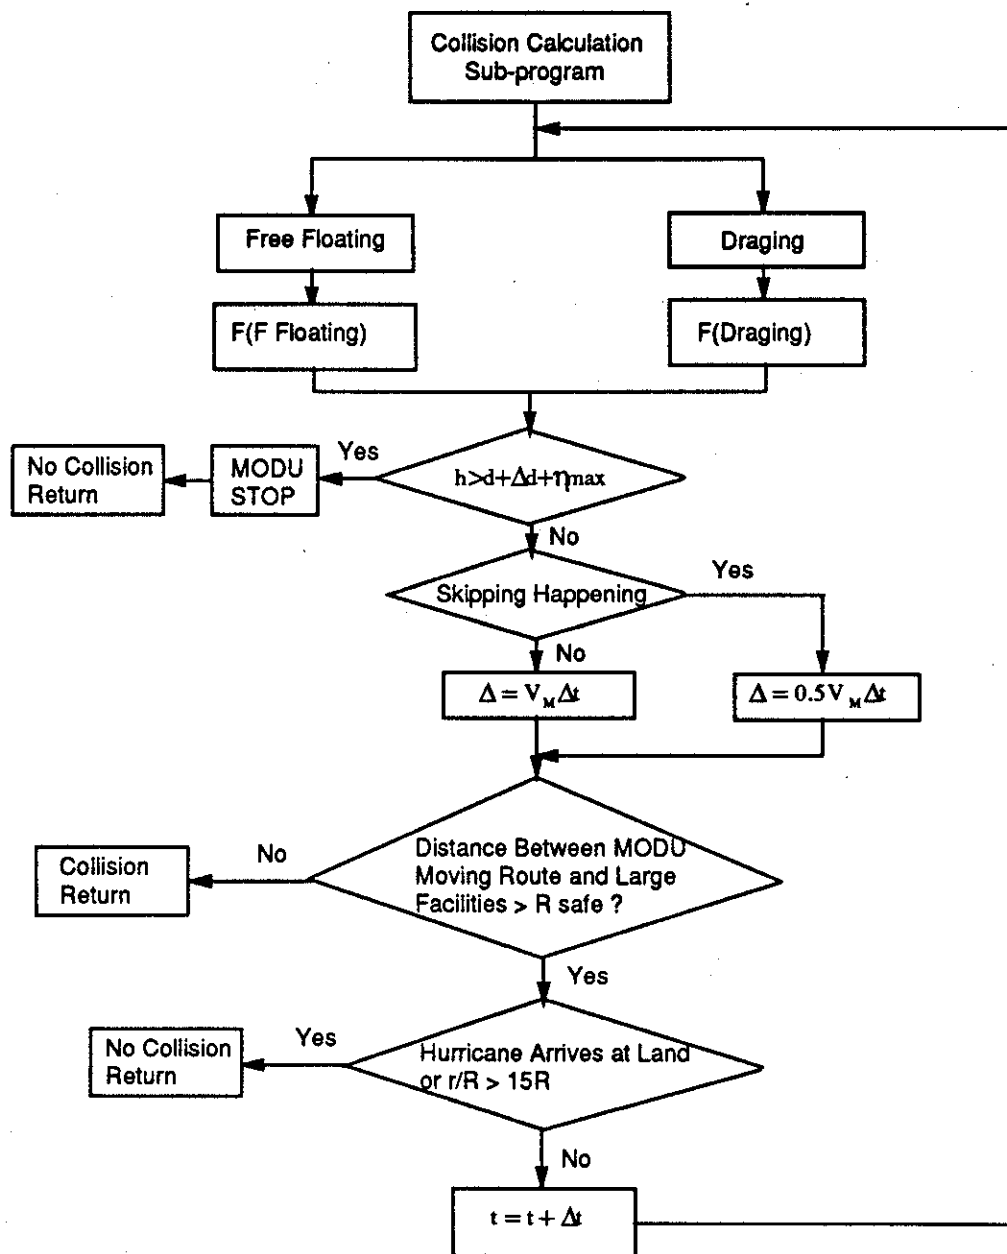 Collision Calculation
Sub-program
Free Floating
Draging
F(F Floating)
F(Draging)
No Collision
Return
MODU
STOP
Yes
h>d+Δd+ηmax
No
Skipping Happening
Yes
No
Δ = V_M Δt
Δ = 0.5 V_M Δt
Collision
Return
No
Distance Between MODU
Moving Route and Large
Facilities > R safe ?
Yes
No Collision
Return
Yes
Hurricane Arrives at Land
or r/R > 15R
No
t = t + Δt